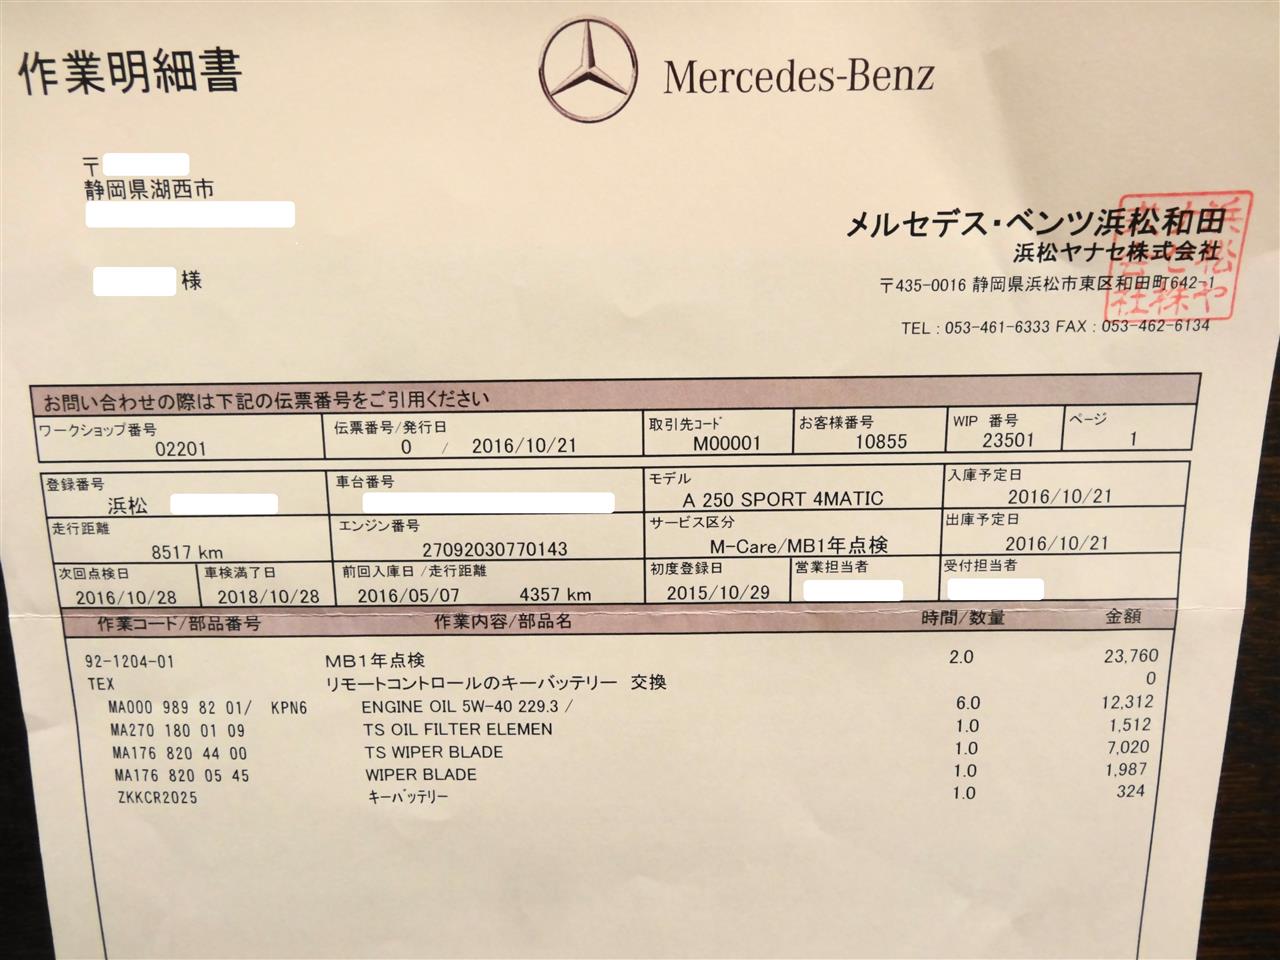 作業明細書
Mercedes-Benz
〒
静岡県湖西市
様
メルセデス・ベンツ浜松和田
浜松ヤナセ株式会社
〒435-0016 静岡県浜松市東区和田町642-1
TEL : 053-461-6333 FAX : 053-462-6134
浜松ヤナセ株式会社
お問い合わせの際は下記の伝票番号をご引用ください
ワークショップ番号 伝票番号/発行日 取引先コード お客様番号 WIP 番号 ページ
02201 0 / 2016/10/21 M00001 10855 23501 1
登録番号 車台番号 モデル 入庫予定日
浜松 A 250 SPORT 4MATIC 2016/10/21
走行距離 エンジン番号 サービス区分 出庫予定日
8517 km 27092030770143 M-Care/MB1年点検 2016/10/21
次回点検日 車検満了日 前回入庫日 /走行距離 初度登録日 営業担当者 受付担当者
2016/10/28 2018/10/28 2016/05/07 4357 km 2015/10/29
作業コード/部品番号 作業内容/部品名 時間/数量 金額
92-1204-01 MB1年点検 2.0 23,760
TEX リモートコントロールのキーバッテリー 交換 0
MA000 989 82 01/ KPN6 ENGINE OIL 5W-40 229.3 / 6.0 12,312
MA270 180 01 09 TS OIL FILTER ELEMEN 1.0 1,512
MA176 820 44 00 TS WIPER BLADE 1.0 7,020
MA176 820 05 45 WIPER BLADE 1.0 1,987
ZKKCR2025 キーバッテリー 1.0 324